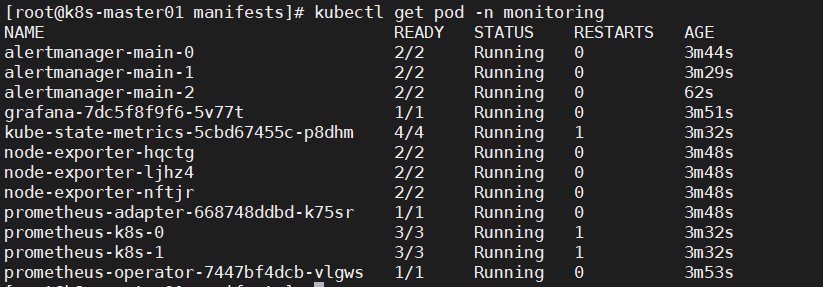 [root@k8s-master01 manifests]# kubectl get pod -n monitoring
NAME READY STATUS RESTARTS AGE
alertmanager-main-0 2/2 Running 0 3m44s
alertmanager-main-1 2/2 Running 0 3m29s
alertmanager-main-2 2/2 Running 0 62s
grafana-7dc5f8f9f6-5v77t 1/1 Running 0 3m51s
kube-state-metrics-5cbd67455c-p8dhm 4/4 Running 1 3m32s
node-exporter-hqctg 2/2 Running 0 3m48s
node-exporter-ljhz4 2/2 Running 0 3m48s
node-exporter-nftjr 2/2 Running 0 3m48s
prometheus-adapter-668748ddbd-k75sr 1/1 Running 0 3m48s
prometheus-k8s-0 3/3 Running 1 3m32s
prometheus-k8s-1 3/3 Running 1 3m32s
prometheus-operator-7447bf4dcb-vlgws 1/1 Running 0 3m53s